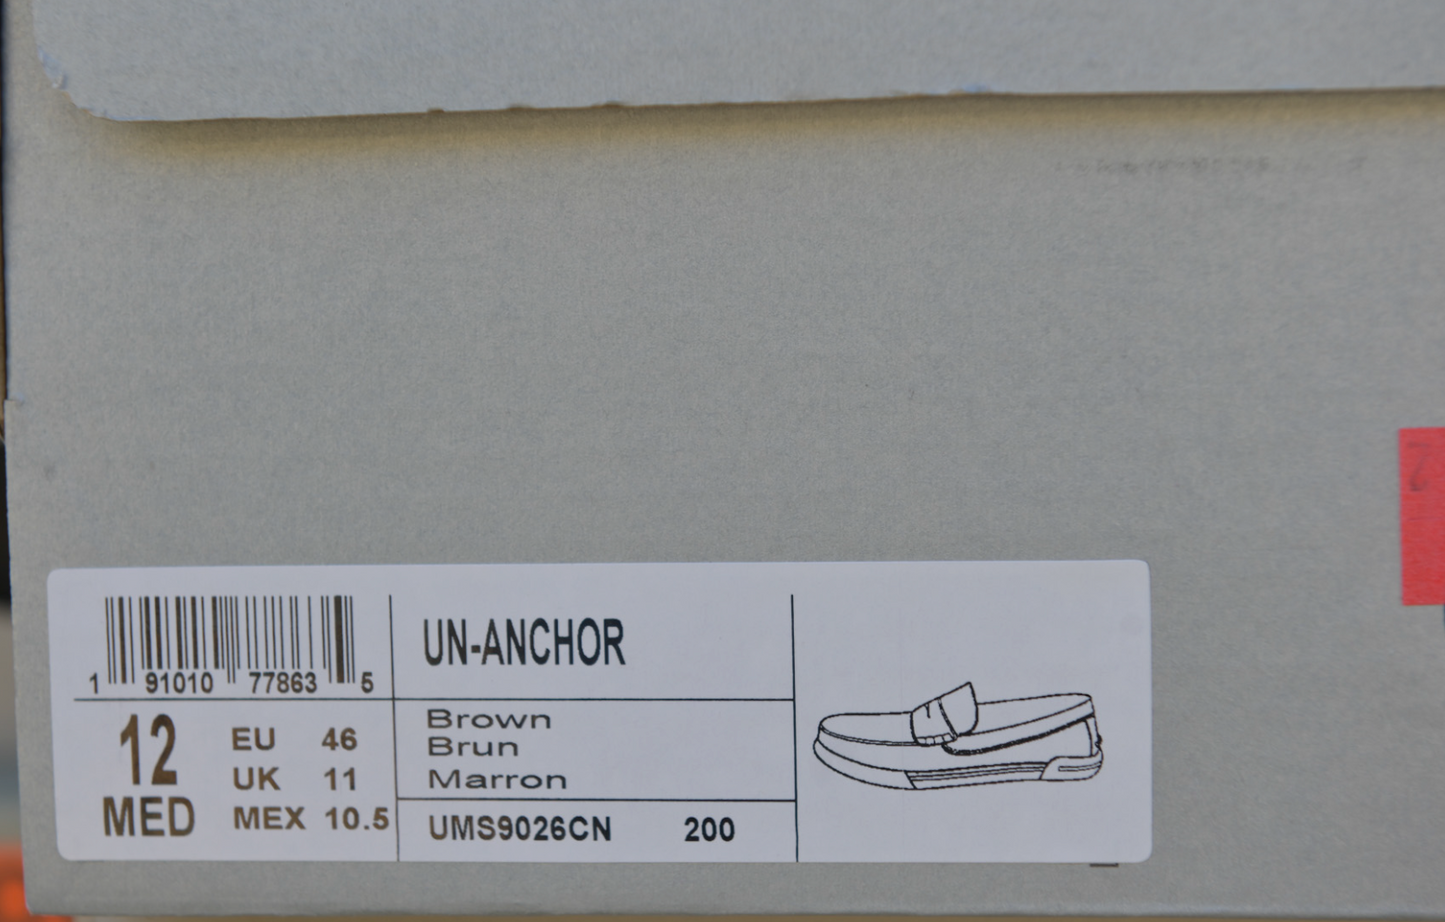 1 91010 77863 5
12
MED
EU 46
UK 11
MEX 10.5
UN-ANCHOR
Brown
Brun
Marron
UMS9026CN 200